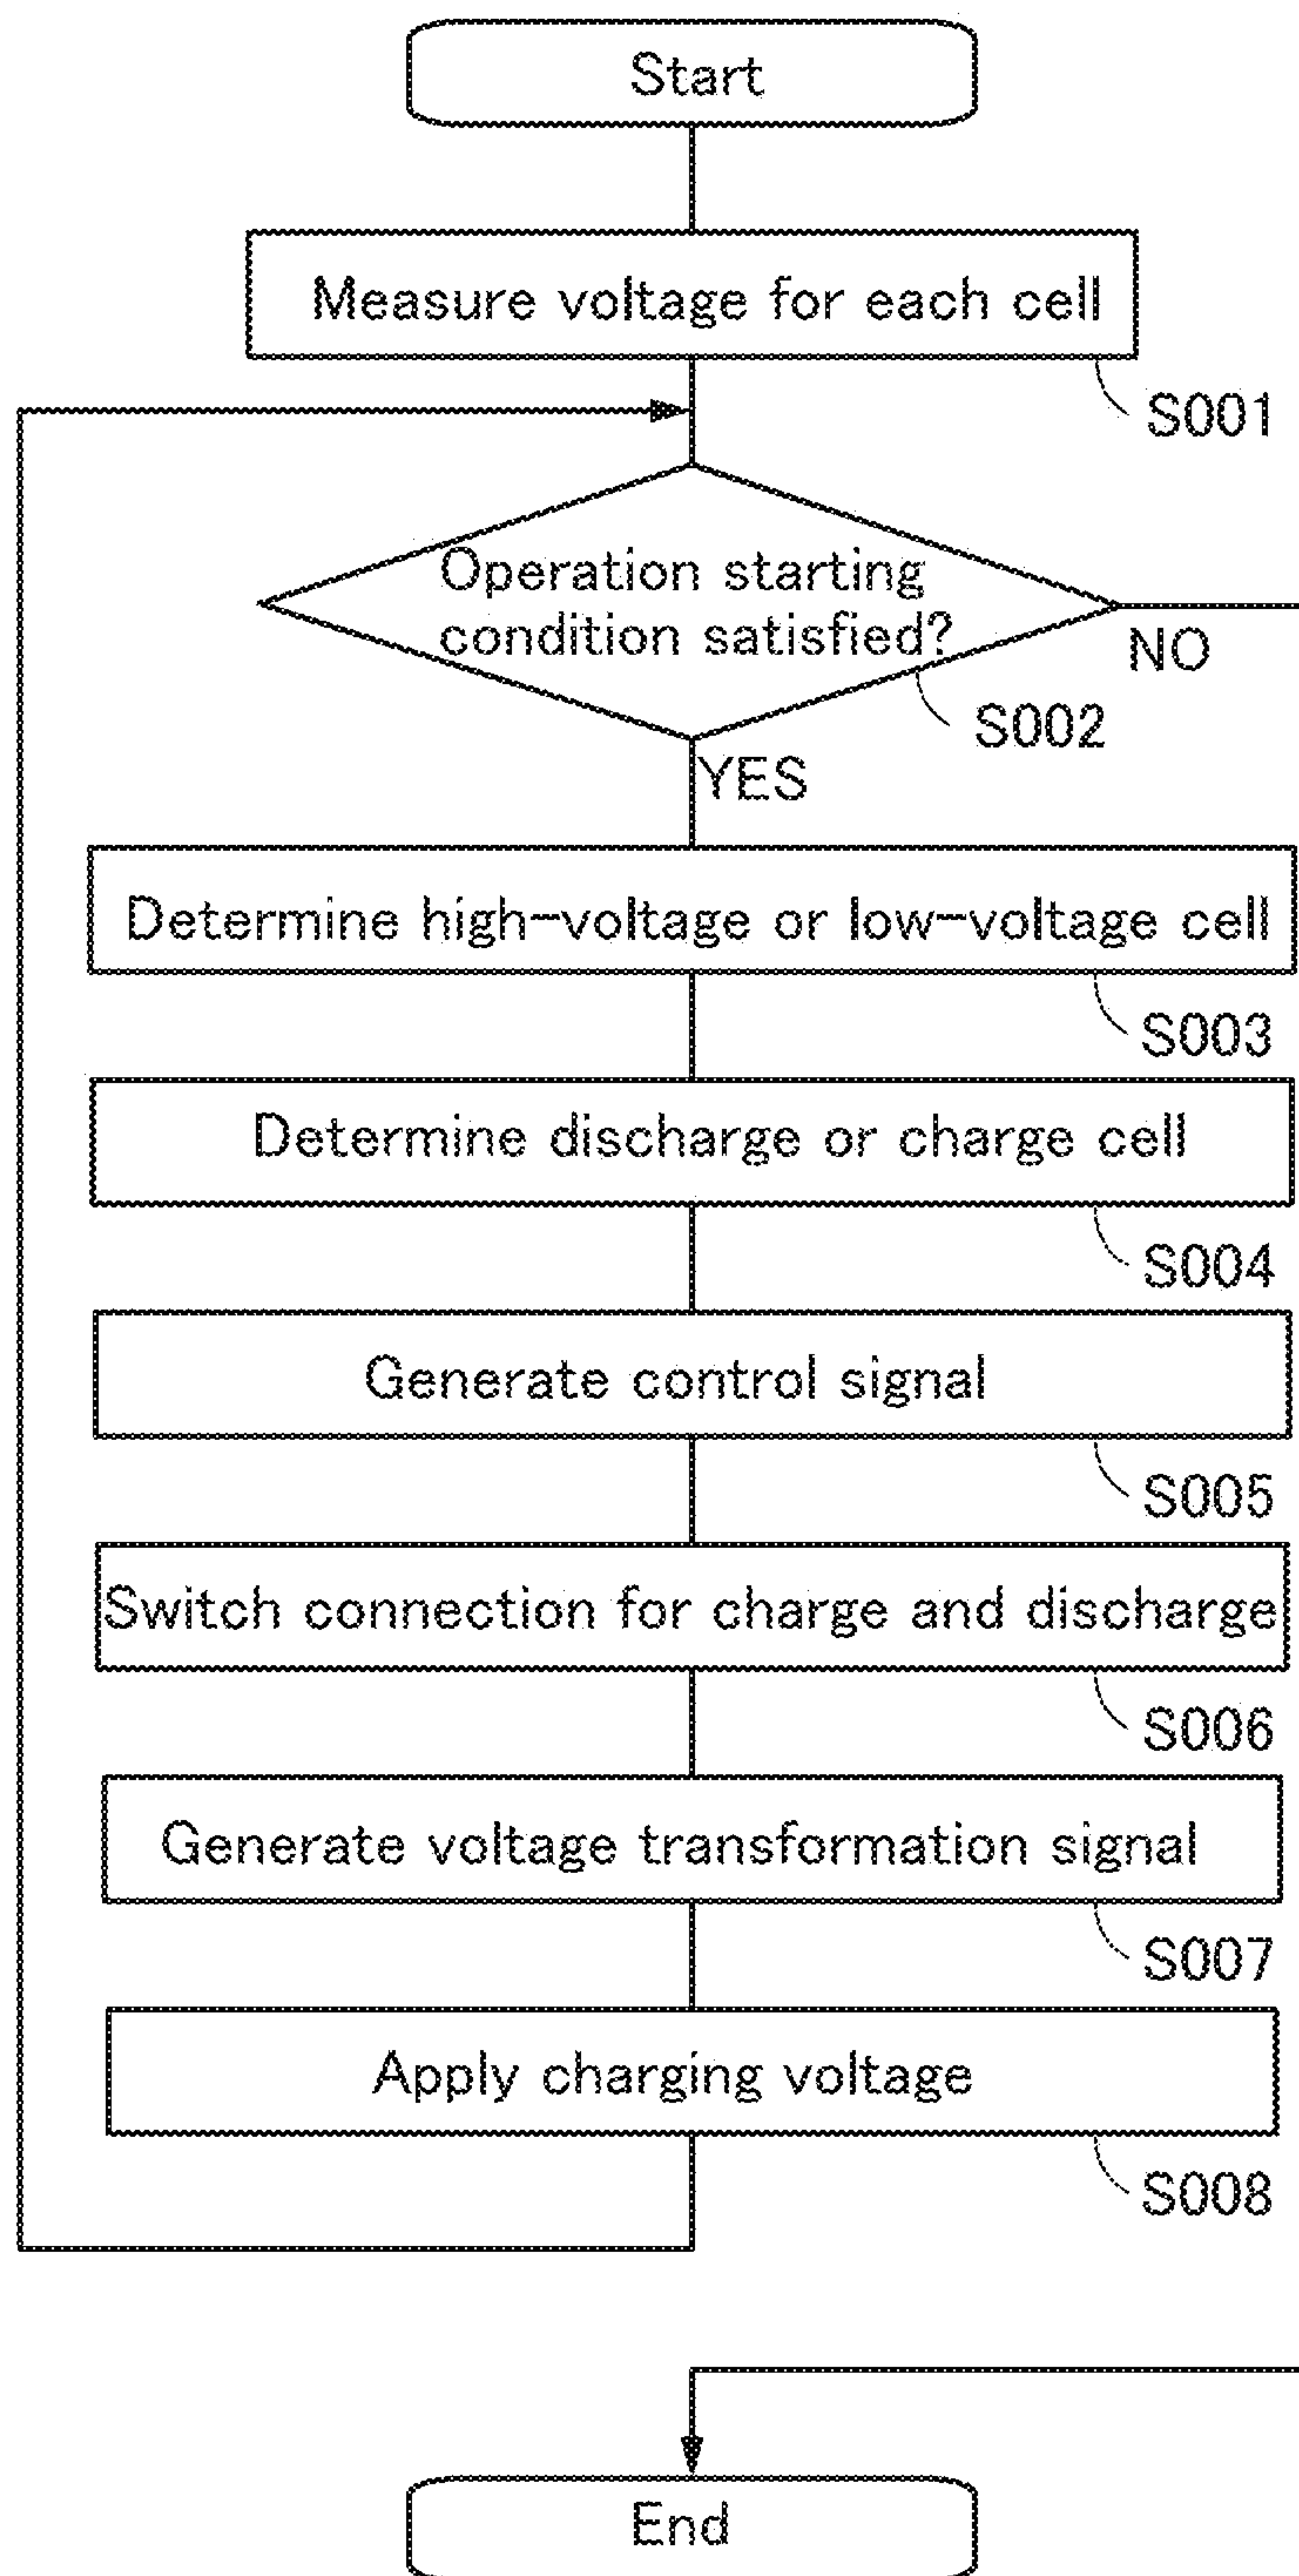 Start
Measure voltage for each cell
S001
Operation starting
condition satisfied?
NO
S002
YES
Determine high-voltage or low-voltage cell
S003
Determine discharge or charge cell
S004
Generate control signal
S005
Switch connection for charge and discharge
S006
Generate voltage transformation signal
S007
Apply charging voltage
S008
End